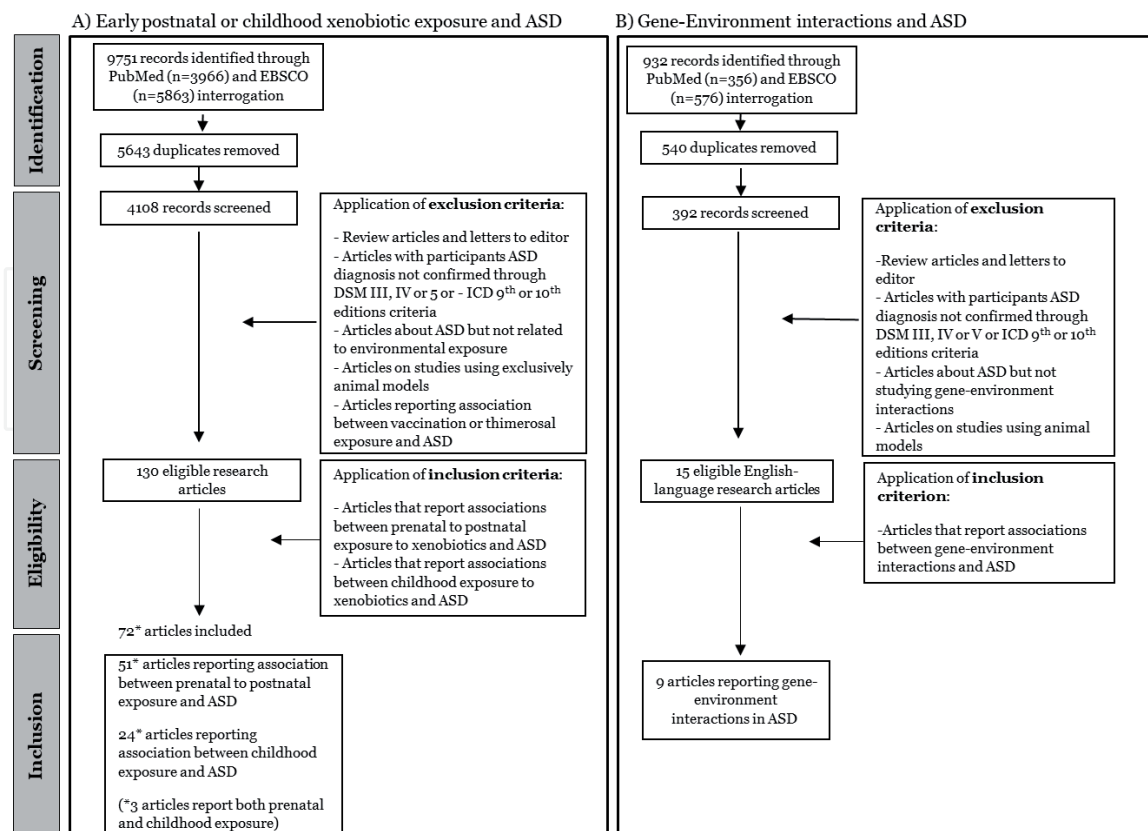 A) Early postnatal or childhood xenobiotic exposure and ASD
9751 records identified through
PubMed (n=3966) and EBSCO
(n=5863) interrogation
5643 duplicates removed
4108 records screened
Application of exclusion criteria:
- Review articles and letters to editor
- Articles with participants ASD
diagnosis not confirmed through
DSM III, IV or 5 or - ICD 9th or 10th
editions criteria
- Articles about ASD but not related
to environmental exposure
- Articles on studies using exclusively
animal models
- Articles reporting association
between vaccination or thimerosal
exposure and ASD
130 eligible research
articles
Application of inclusion criteria:
- Articles that report associations
between prenatal to postnatal
exposure to xenobiotics and ASD
- Articles that report associations
between childhood exposure to
xenobiotics and ASD
72* articles included
51* articles reporting association
between prenatal to postnatal
exposure and ASD
24* articles reporting
association between childhood
exposure and ASD
(*3 articles report both prenatal
and childhood exposure)
B) Gene-Environment interactions and ASD
932 records identified through
PubMed (n=356) and EBSCO
(n=576) interrogation
540 duplicates removed
392 records screened
Application of exclusion
criteria:
-Review articles and letters to
editor
- Articles with participants ASD
diagnosis not confirmed through
DSM III, IV or V or ICD 9th or 10th
editions criteria
- Articles about ASD but not
studying gene-environment
interactions
- Articles on studies using animal
models
15 eligible English-
language research articles
Application of inclusion
criterion:
-Articles that report associations
between gene-environment
interactions and ASD
9 articles reporting gene-
environment
interactions in ASD
Identification
Screening
Eligibility
Inclusion